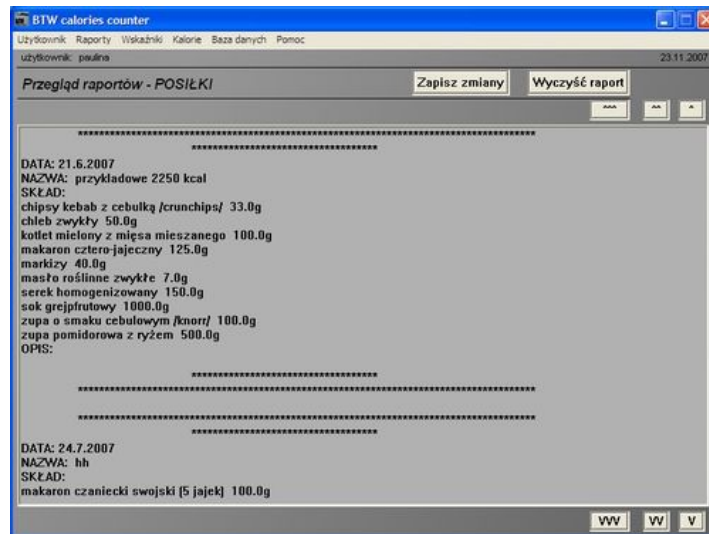 BTW calories counter
Użytkownik Raporty Wskaźniki Kalorie Baza danych Pomoc
użytkownik: paulina 23.11.2007
Przegląd raportów - POSIŁKI Zapisz zmiany Wyczyść raport
^^^ ^^ ^
***************************************************************************************
***********************************
DATA: 21.6.2007
NAZWA: przykładowe 2250 kcal
SKŁAD:
chipsy kebab z cebulką /crunchips/ 33.0g
chleb zwykły 50.0g
kotlet mielony z mięsa mieszanego 100.0g
makaron cztero-jajeczny 125.0g
markizy 40.0g
masło roślinne zwykłe 7.0g
serek homogenizowany 150.0g
sok grejpfrutowy 1000.0g
zupa o smaku cebulowym /knorr/ 100.0g
zupa pomidorowa z ryżem 500.0g
OPIS:
***********************************
***************************************************************************************
***************************************************************************************
***********************************
DATA: 24.7.2007
NAZWA: hh
SKŁAD:
makaron czaniecki swojski (5 jajek) 100.0g
VVV VV V